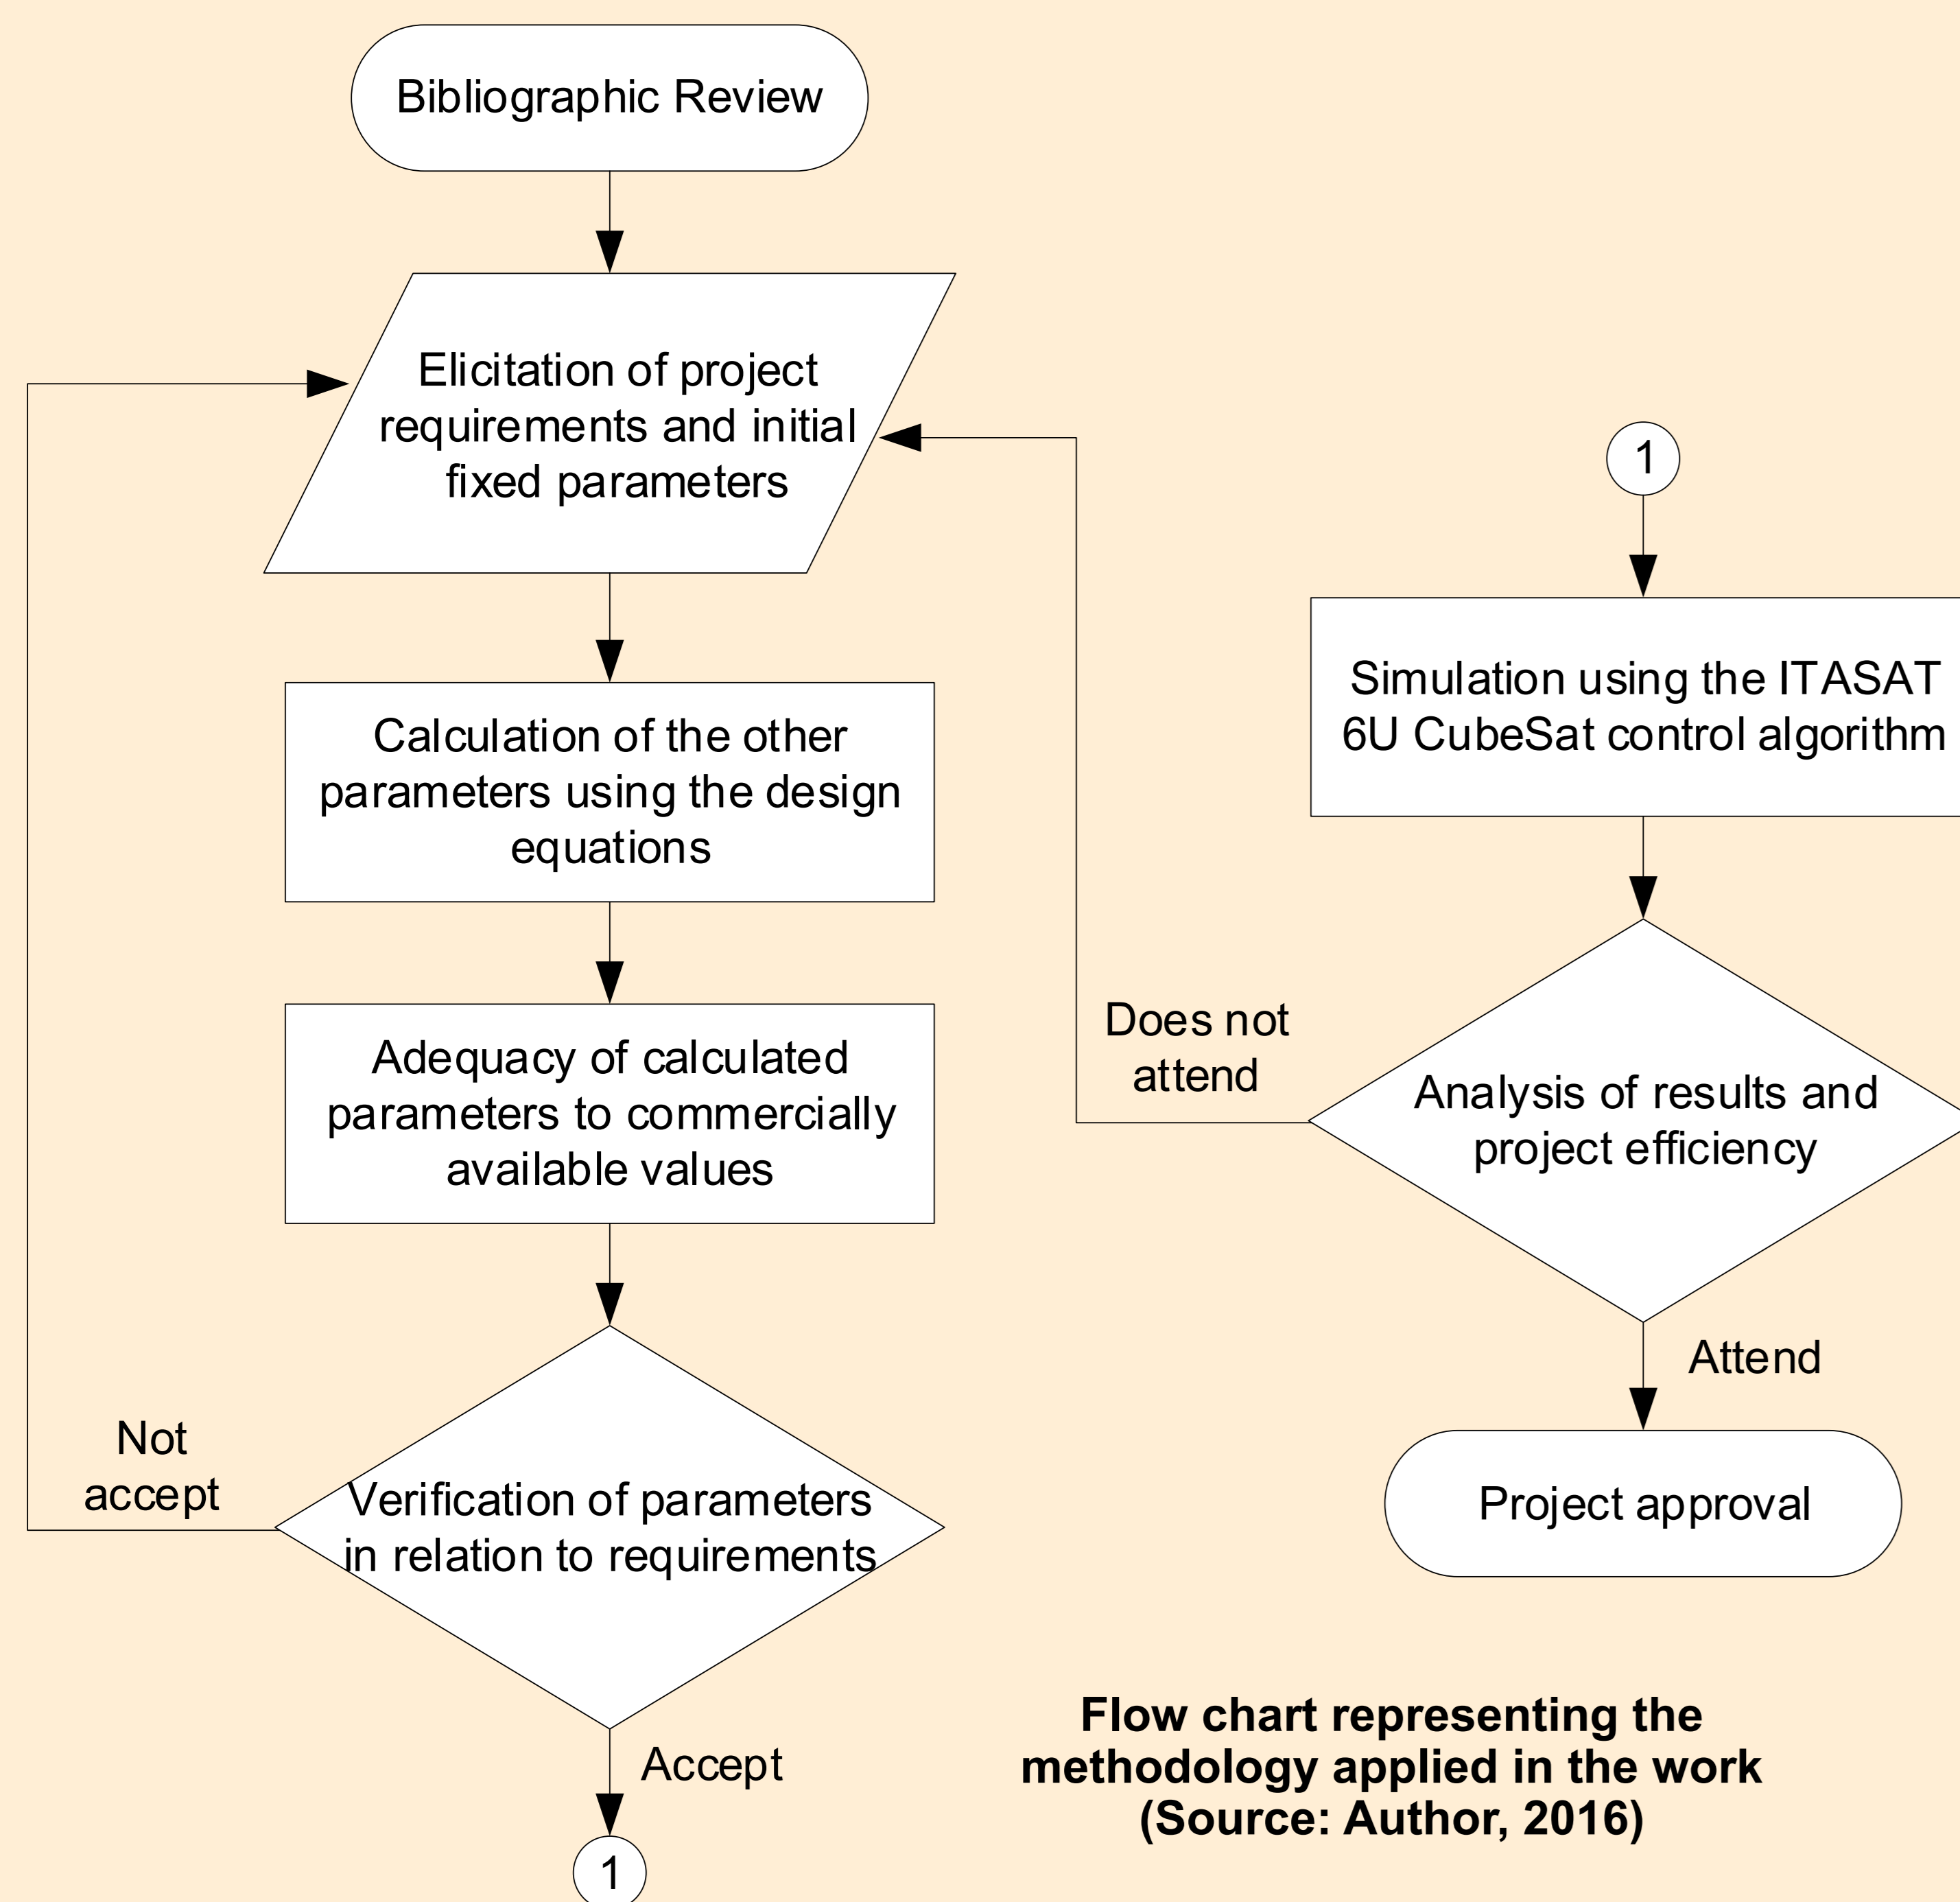 Bibliographic Review
Elicitation of project
requirements and initial
fixed parameters
Calculation of the other
parameters using the design
equations
Adequacy of calculated
parameters to commercially
available values
Not
accept
Verification of parameters
in relation to requirements
Accept
1
1
Simulation using the ITASAT
6U CubeSat control algorithm
Does not
attend
Analysis of results and
project efficiency
Attend
Project approval
Flow chart representing the
methodology applied in the work
(Source: Author, 2016)